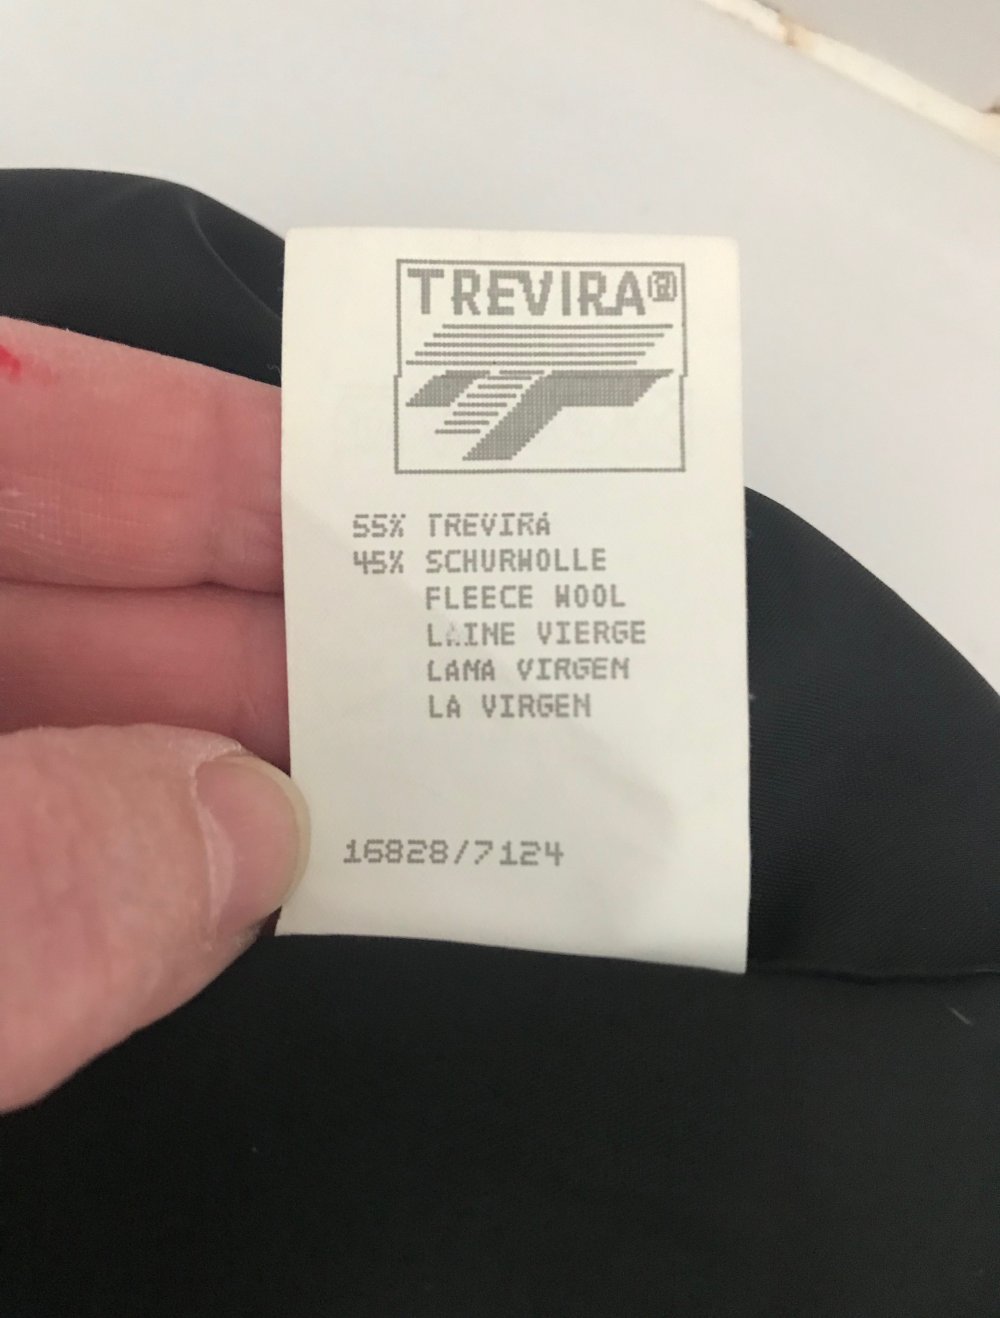 TREVIRA®
55% TREVIRA
45% SCHURWOLLE
FLEECE WOOL
LAINE VIERGE
LANA VIRGEN
LA VIRGEN
16828/7124